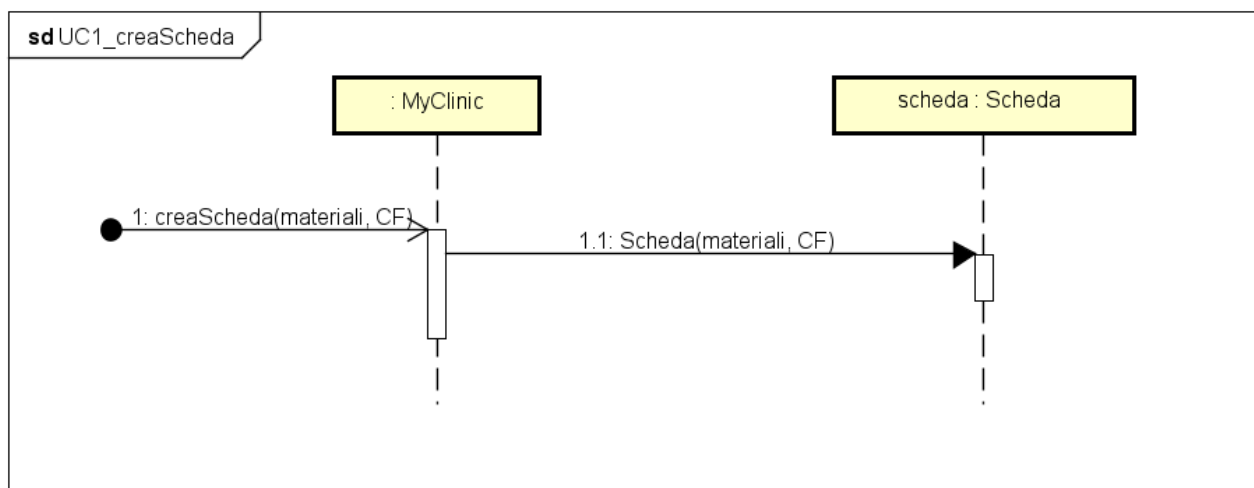 sd UC1_creaScheda
: MyClinic
scheda : Scheda
1: creaScheda(materiali, CF)
1.1: Scheda(materiali, CF)